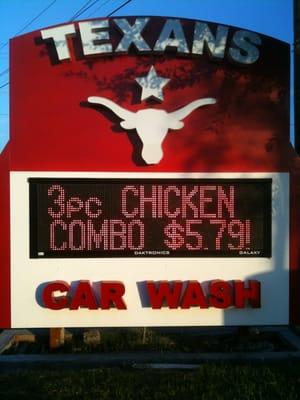 TEXANS
3pc CHICKEN
COMBO $5.79!
DAKTRONICS GALAXY
CAR WASH